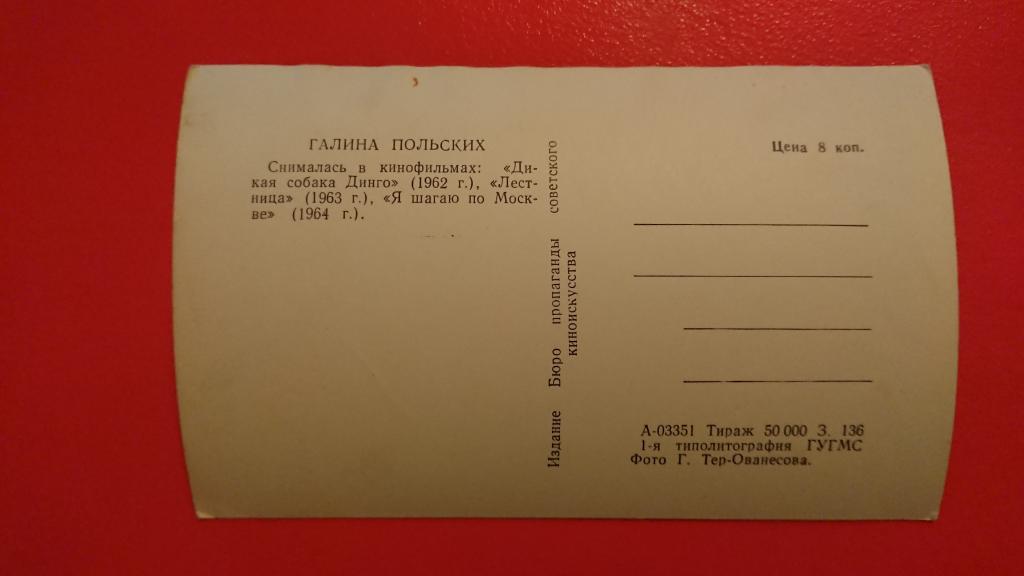 ГАЛИНА ПОЛЬСКИХ
Снималась в кинофильмах: «Ди-
кая собака Динго» (1962 г.), «Лест-
ница» (1963 г.), «Я шагаю по Моск-
ве» (1964 г.).
Издание Бюро пропаганды советского
киноискусства
Цена 8 коп.
А-03351 Тираж 50 000 З. 136
1-я типолитография ГУГМС
Фото Г. Тер-Ованесова.